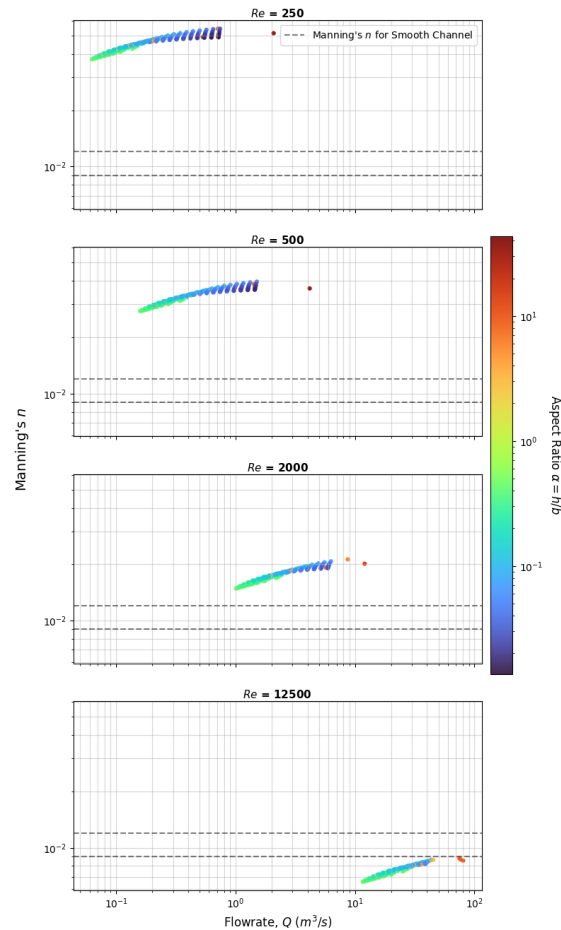 Re = 250
Manning's n for Smooth Channel
10⁻²
Re = 500
10⁻²
Manning's n
Re = 2000
10⁻²
Re = 12500
10⁻²
10⁻¹ 10⁰ 10¹ 10²
Flowrate, Q (m³/s)
10¹
10⁰
10⁻¹
Aspect Ratio α = h/b